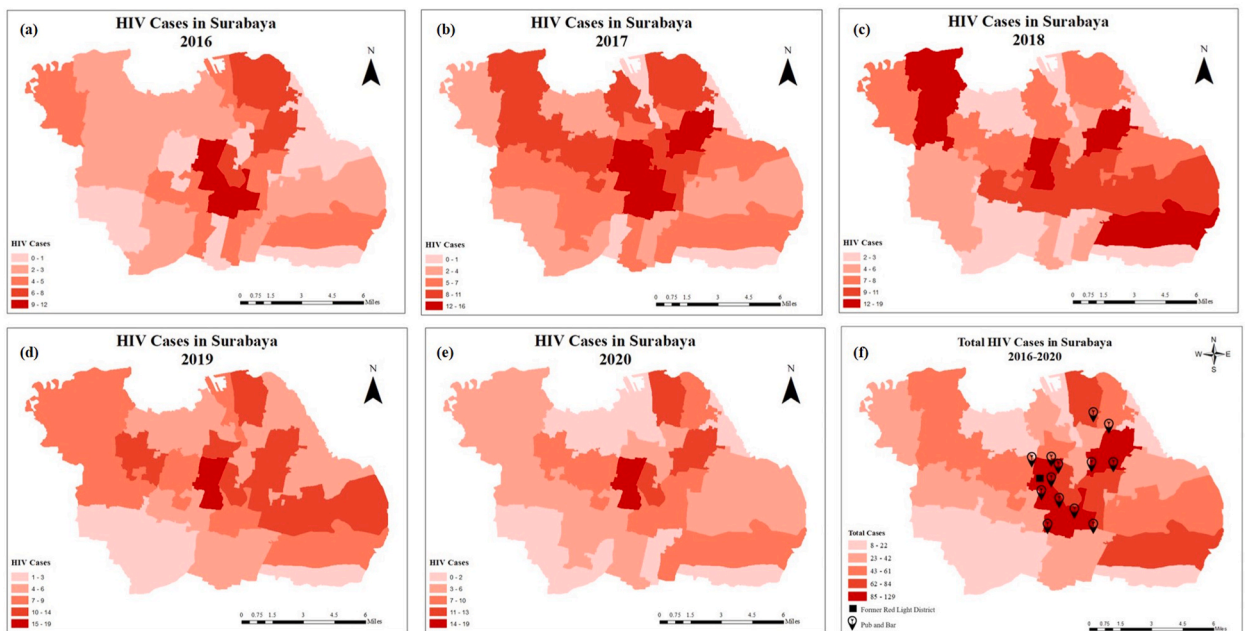 (a)
HIV Cases in Surabaya
2016
N
HIV Cases
0 - 1
2 - 3
4 - 5
6 - 8
9 - 12
0 0.75 1.5 3 4.5 6
Miles
(b)
HIV Cases in Surabaya
2017
N
HIV Cases
0 - 1
2 - 4
5 - 7
8 - 11
12 - 16
0 0.75 1.5 3 4.5 6
Miles
(c)
HIV Cases in Surabaya
2018
N
HIV Cases
2 - 3
4 - 6
7 - 8
9 - 11
12 - 19
0 0.75 1.5 3 4.5 6
Miles
(d)
HIV Cases in Surabaya
2019
N
HIV Cases
1 - 3
4 - 6
7 - 9
10 - 14
15 - 19
0 0.75 1.5 3 4.5 6
Miles
(e)
HIV Cases in Surabaya
2020
N
HIV Cases
0 - 2
3 - 6
7 - 10
11 - 13
14 - 19
0 0.75 1.5 3 4.5 6
Miles
(f)
Total HIV Cases in Surabaya
2016-2020
N
W E
S
Total Cases
8 - 22
23 - 42
43 - 61
62 - 84
85 - 129
Former Red Light District
Pub and Bar
0 0.75 1.5 3 4.5 6
Miles